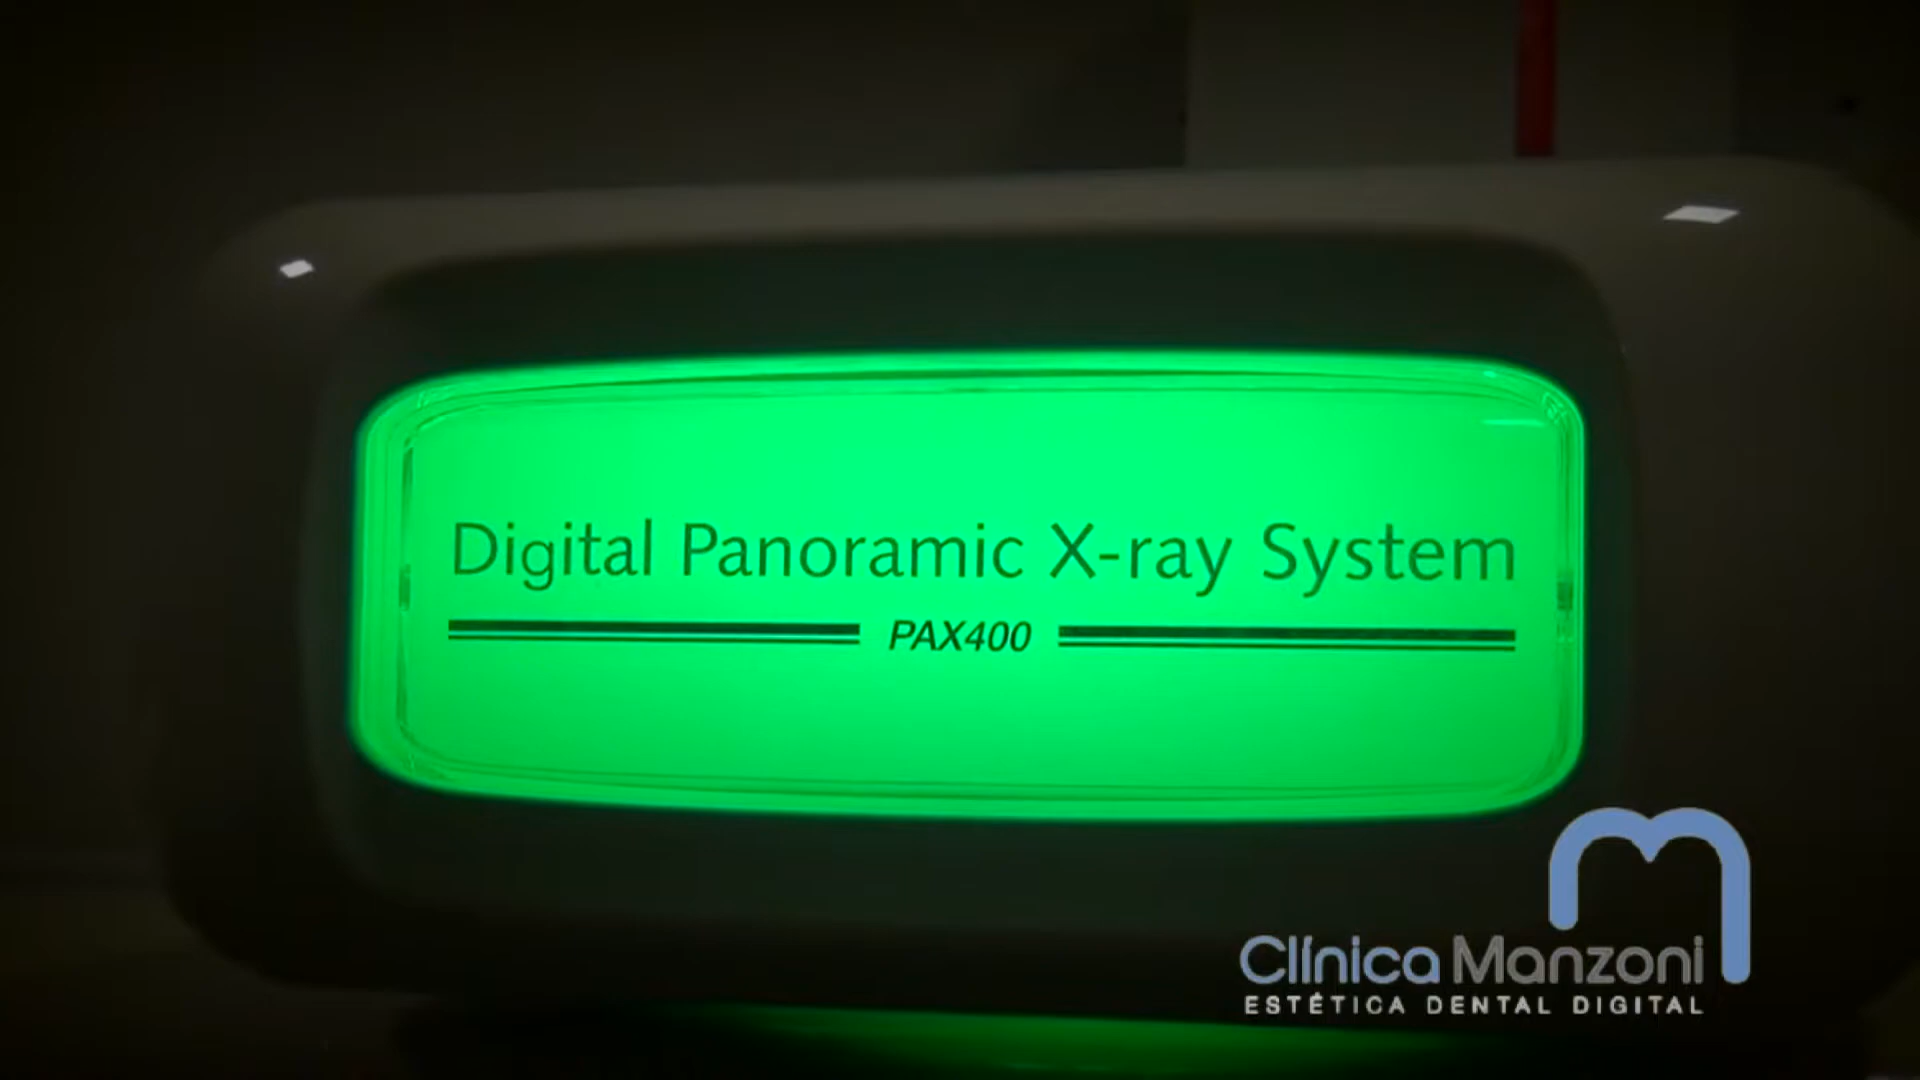 Digital Panoramic X-ray System
PAX400
Clínica Manzoni
ESTÉTICA DENTAL DIGITAL